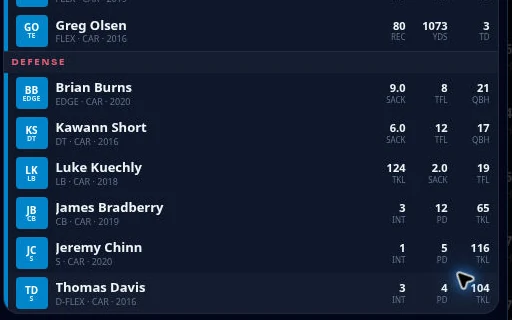 GO
TE
Greg Olsen
FLEX · CAR · 2016
80 1073 3
REC YDS TD
DEFENSE
BB
EDGE
Brian Burns
EDGE · CAR · 2020
9.0 8 21
SACK TFL QBH
KS
DT
Kawann Short
DT · CAR · 2016
6.0 12 17
SACK TFL QBH
LK
LB
Luke Kuechly
LB · CAR · 2018
124 2.0 19
TKL SACK TFL
JB
CB
James Bradberry
CB · CAR · 2019
3 12 65
INT PD TKL
JC
S
Jeremy Chinn
S · CAR · 2020
1 5 116
INT PD TKL
TD
S
Thomas Davis
D-FLEX · CAR · 2016
3 4 104
INT PD TKL